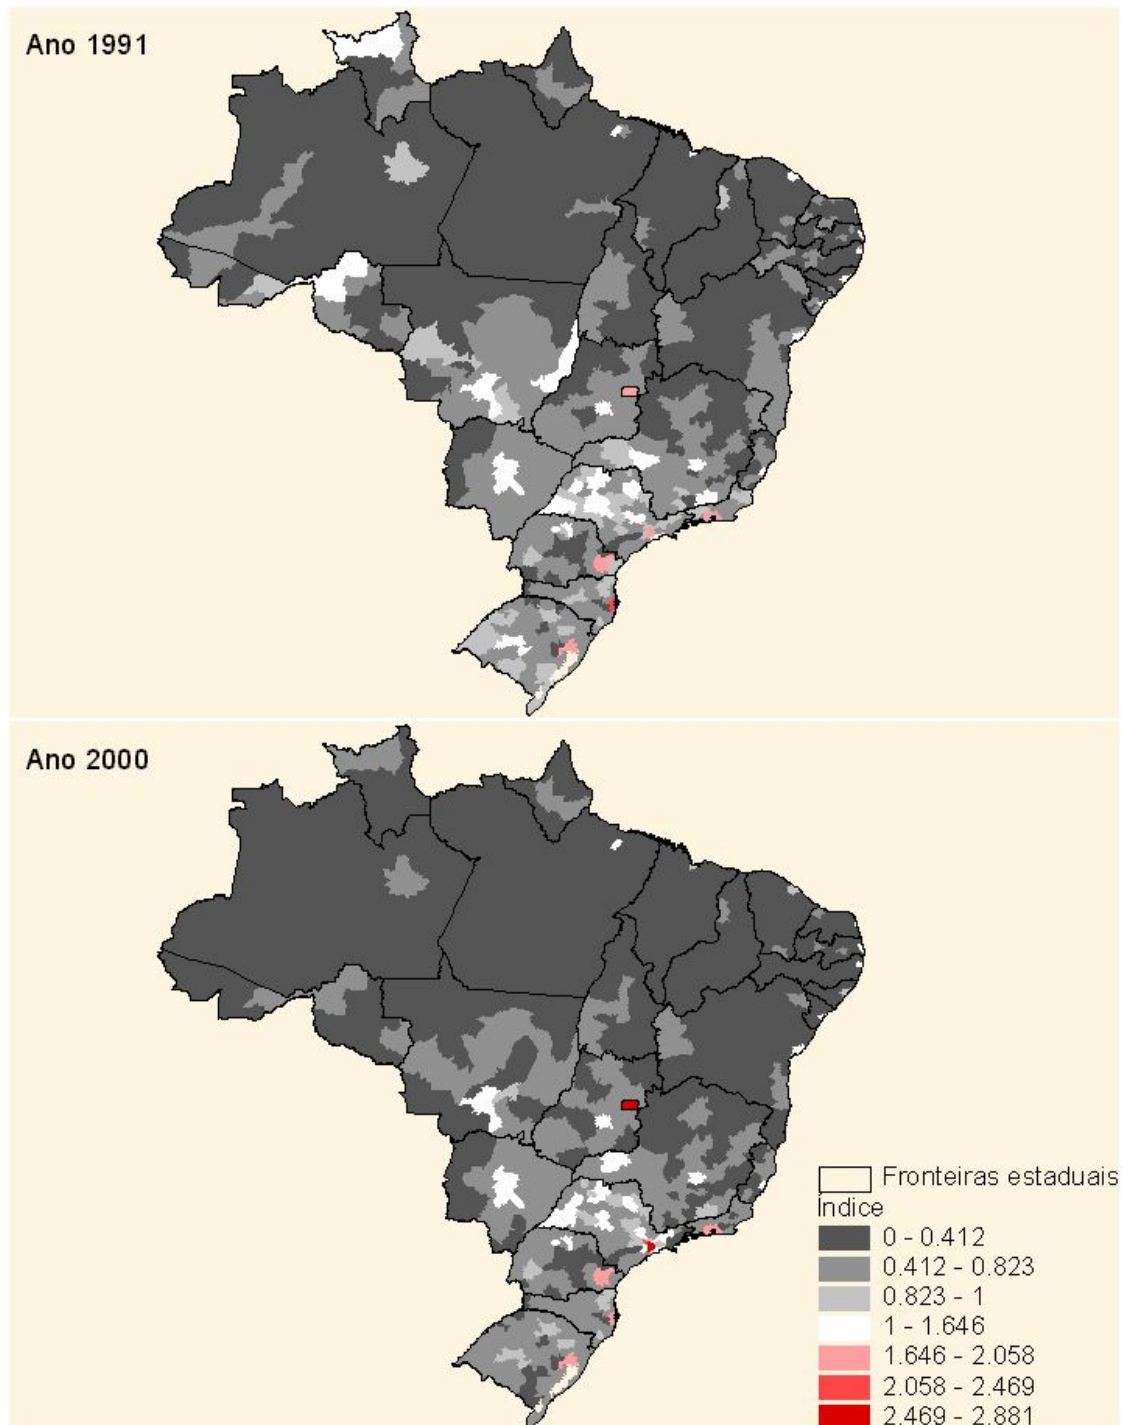 Ano 1991
Ano 2000
Fronteiras estaduais
Índice
0 - 0.412
0.412 - 0.823
0.823 - 1
1 - 1.646
1.646 - 2.058
2.058 - 2.469
2.469 - 2.881